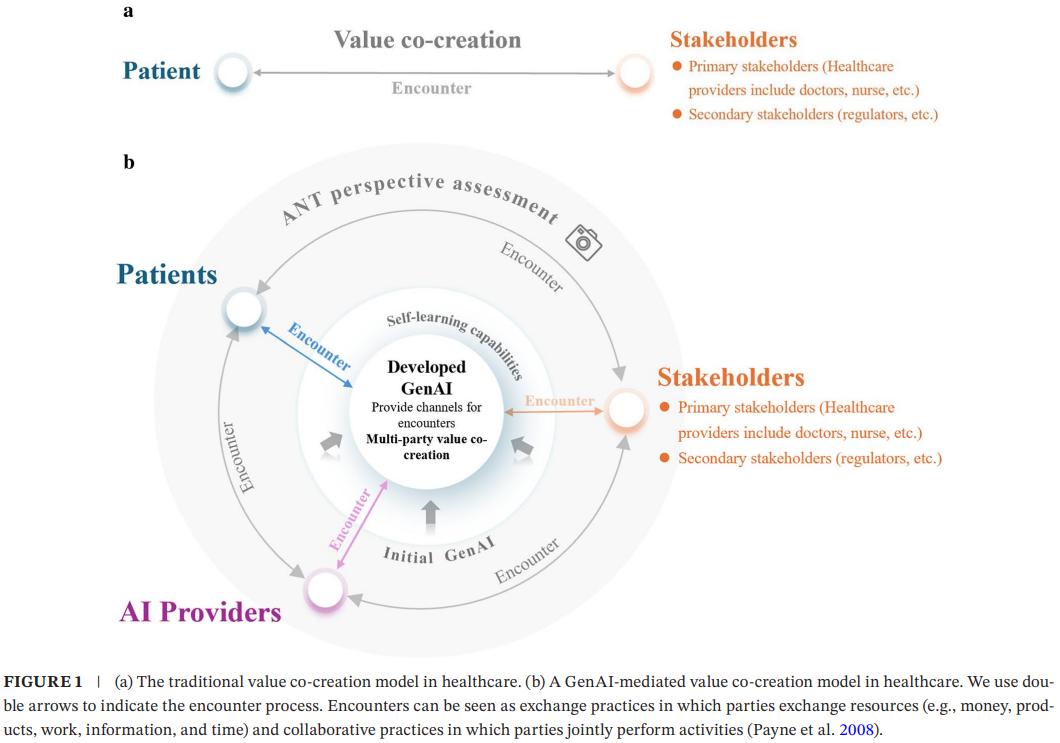 a
Value co-creation
Patient
Encounter
Stakeholders
● Primary stakeholders (Healthcare
providers include doctors, nurse, etc.)
● Secondary stakeholders (regulators, etc.)
b
ANT perspective assessment
Encounter
Patients
Encounter
Self-learning capabilities
Developed
GenAI
Provide channels for
encounters
Multi-party value co-
creation
Encounter
Stakeholders
● Primary stakeholders (Healthcare
providers include doctors, nurse, etc.)
● Secondary stakeholders (regulators, etc.)
Encounter
Encounter
Initial GenAI
Encounter
AI Providers
FIGURE 1 | (a) The traditional value co-creation model in healthcare. (b) A GenAI-mediated value co-creation model in healthcare. We use dou-
ble arrows to indicate the encounter process. Encounters can be seen as exchange practices in which parties exchange resources (e.g., money, prod-
ucts, work, information, and time) and collaborative practices in which parties jointly perform activities (Payne et al. 2008).